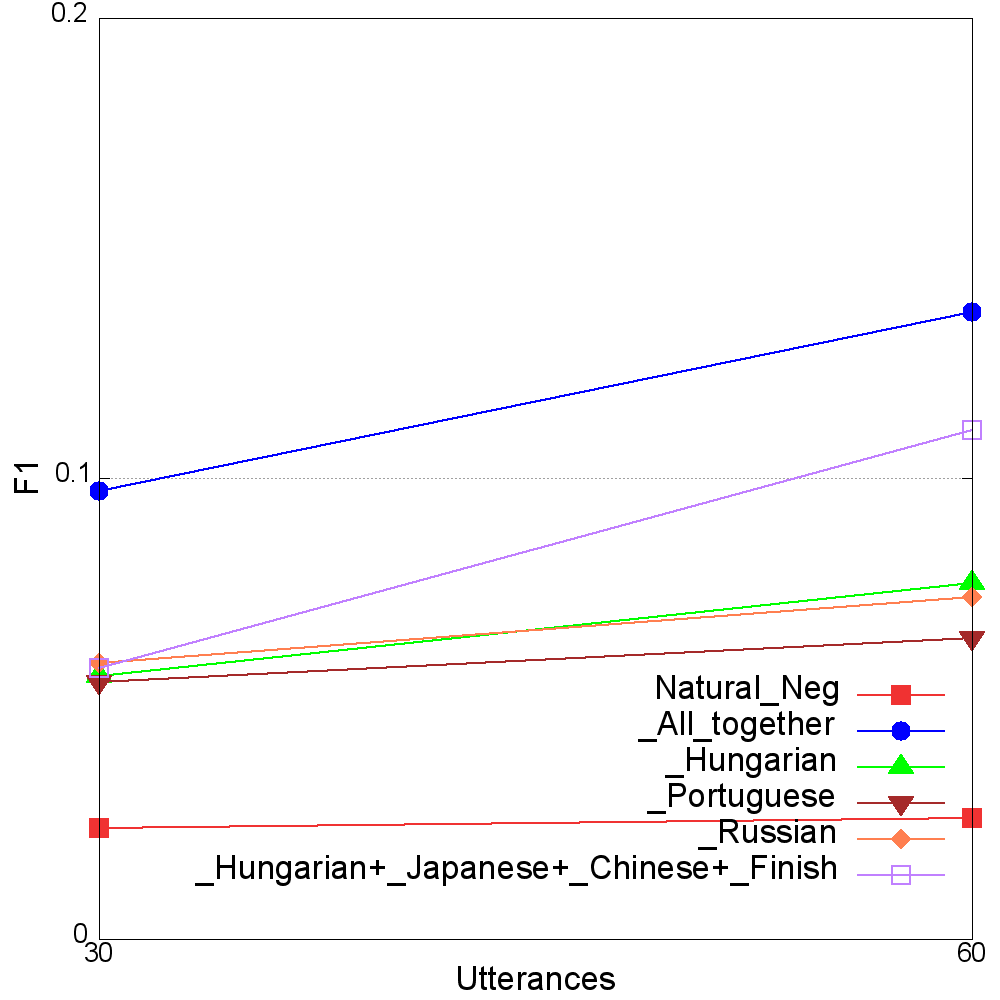 0.2
0.1
F1
Natural_Neg
_All_together
_Hungarian
_Portuguese
_Russian
_Hungarian+_Japanese+_Chinese+_Finish
0
30
60
Utterances